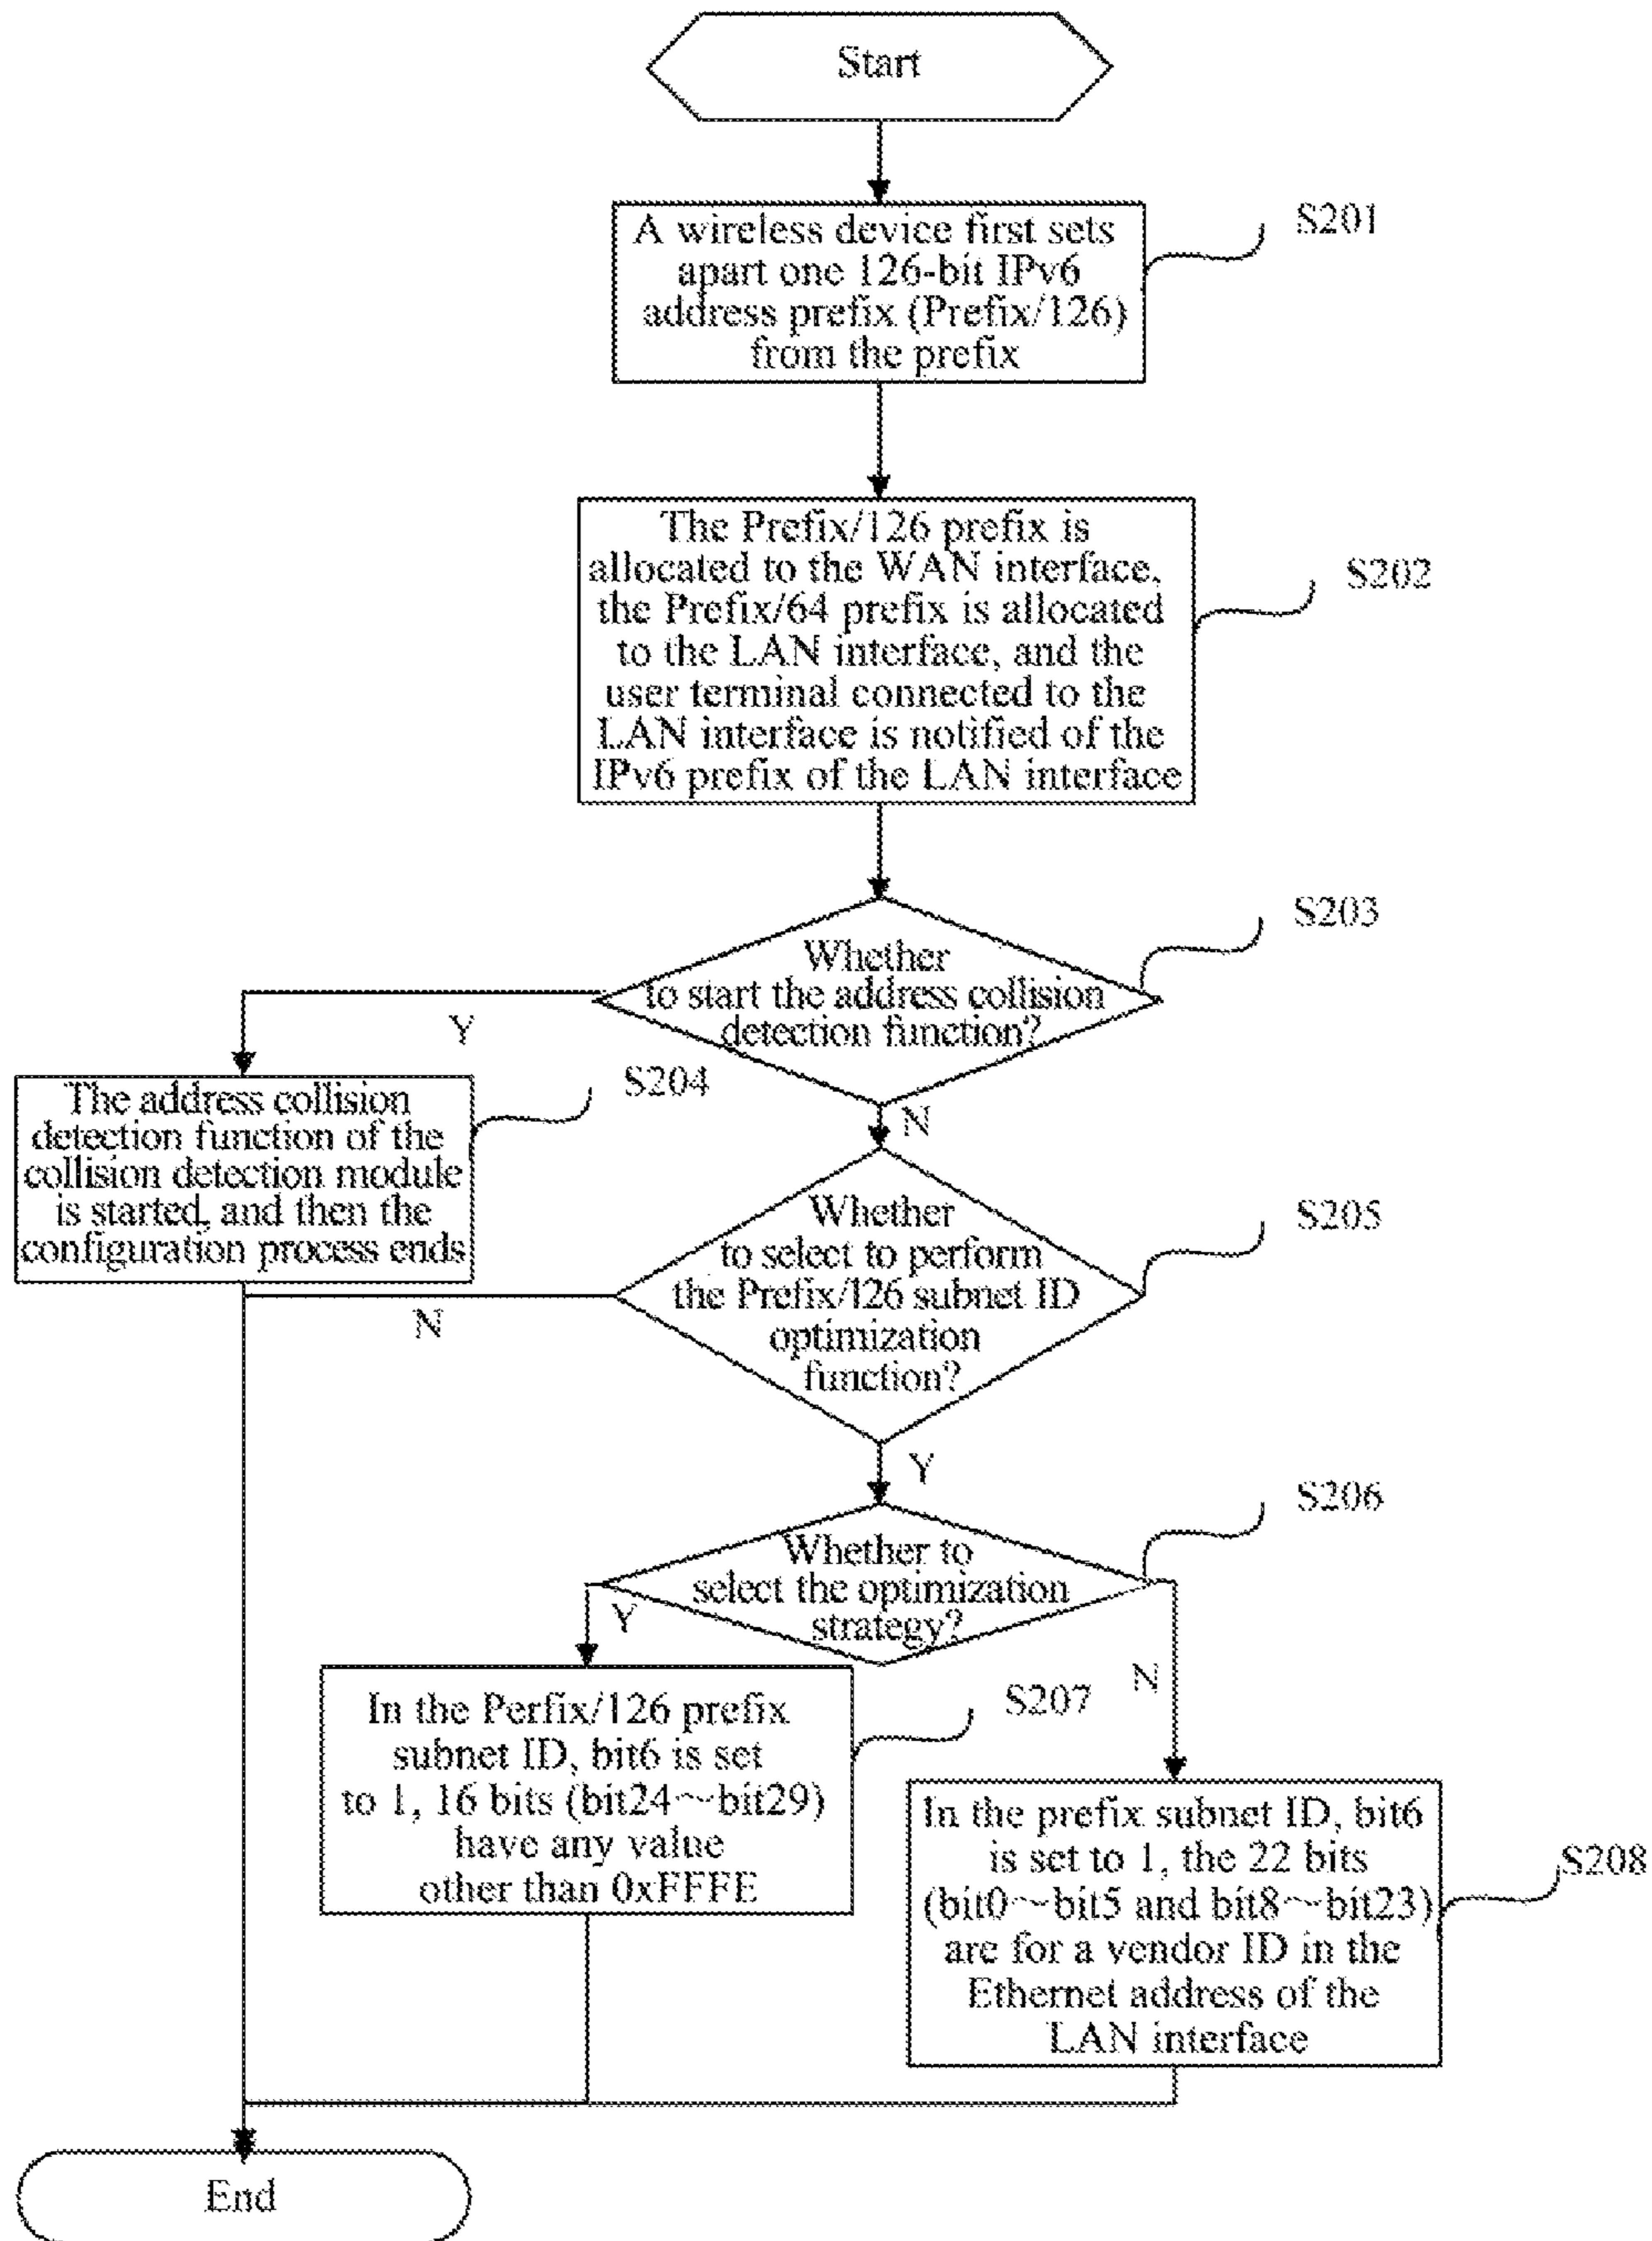 Start
A wireless device first sets
apart one 126-bit IPv6
address prefix (Prefix/126)
from the prefix
S201
The Prefix/126 prefix is
allocated to the WAN interface,
the Prefix/64 prefix is allocated
to the LAN interface, and the
user terminal connected to the
LAN interface is notified of the
IPv6 prefix of the LAN interface
S202
Whether
to start the address collision
detection function?
S203
Y
N
The address collision
detection function of the
collision detection module
is started, and then the
configuration process ends
S204
Whether
to select to perform
the Prefix/126 subnet ID
optimization
function?
S205
N
Y
Whether to
select the optimization
strategy?
S206
Y
N
In the Perfix/126 prefix
subnet ID, bit6 is set
to 1, 16 bits (bit24~~bit29)
have any value
other than 0xFFFE
S207
In the prefix subnet ID, bit6
is set to 1, the 22 bits
(bit0~~bit5 and bit8~~bit23)
are for a vendor ID in the
Ethernet address of the
LAN interface
S208
End